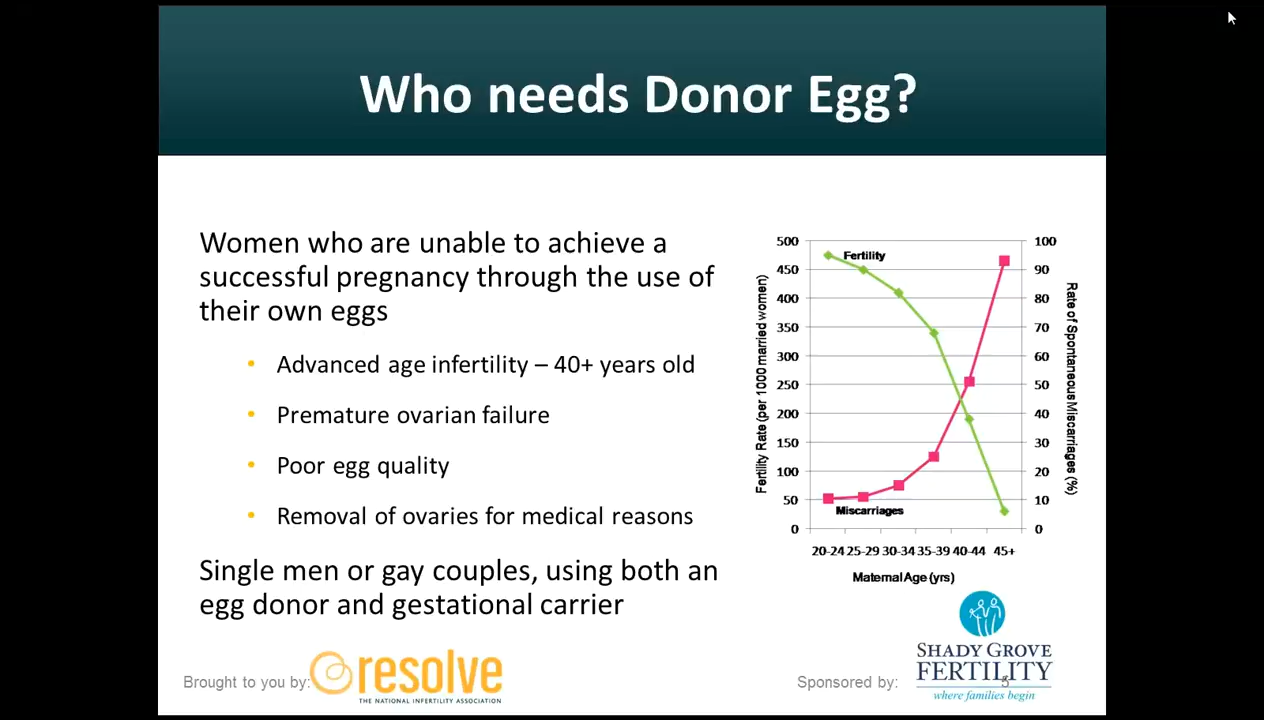 Who needs Donor Egg?
Women who are unable to achieve a
successful pregnancy through the use of
their own eggs
• Advanced age infertility – 40+ years old
• Premature ovarian failure
• Poor egg quality
• Removal of ovaries for medical reasons
Single men or gay couples, using both an
egg donor and gestational carrier
Fertility Rate (per 1000 married women)
500
450
400
350
300
250
200
150
100
50
0
Fertility
Miscarriages
100
90
80
70
60
50
40
30
20
10
0
Rate of Spontaneous Miscarriages (%)
20-24 25-29 30-34 35-39 40-44 45+
Maternal Age (yrs)
Brought to you by:
resolve
THE NATIONAL INFERTILITY ASSOCIATION
Sponsored by:
SHADY GROVE
FERTILITY
where families begin
5